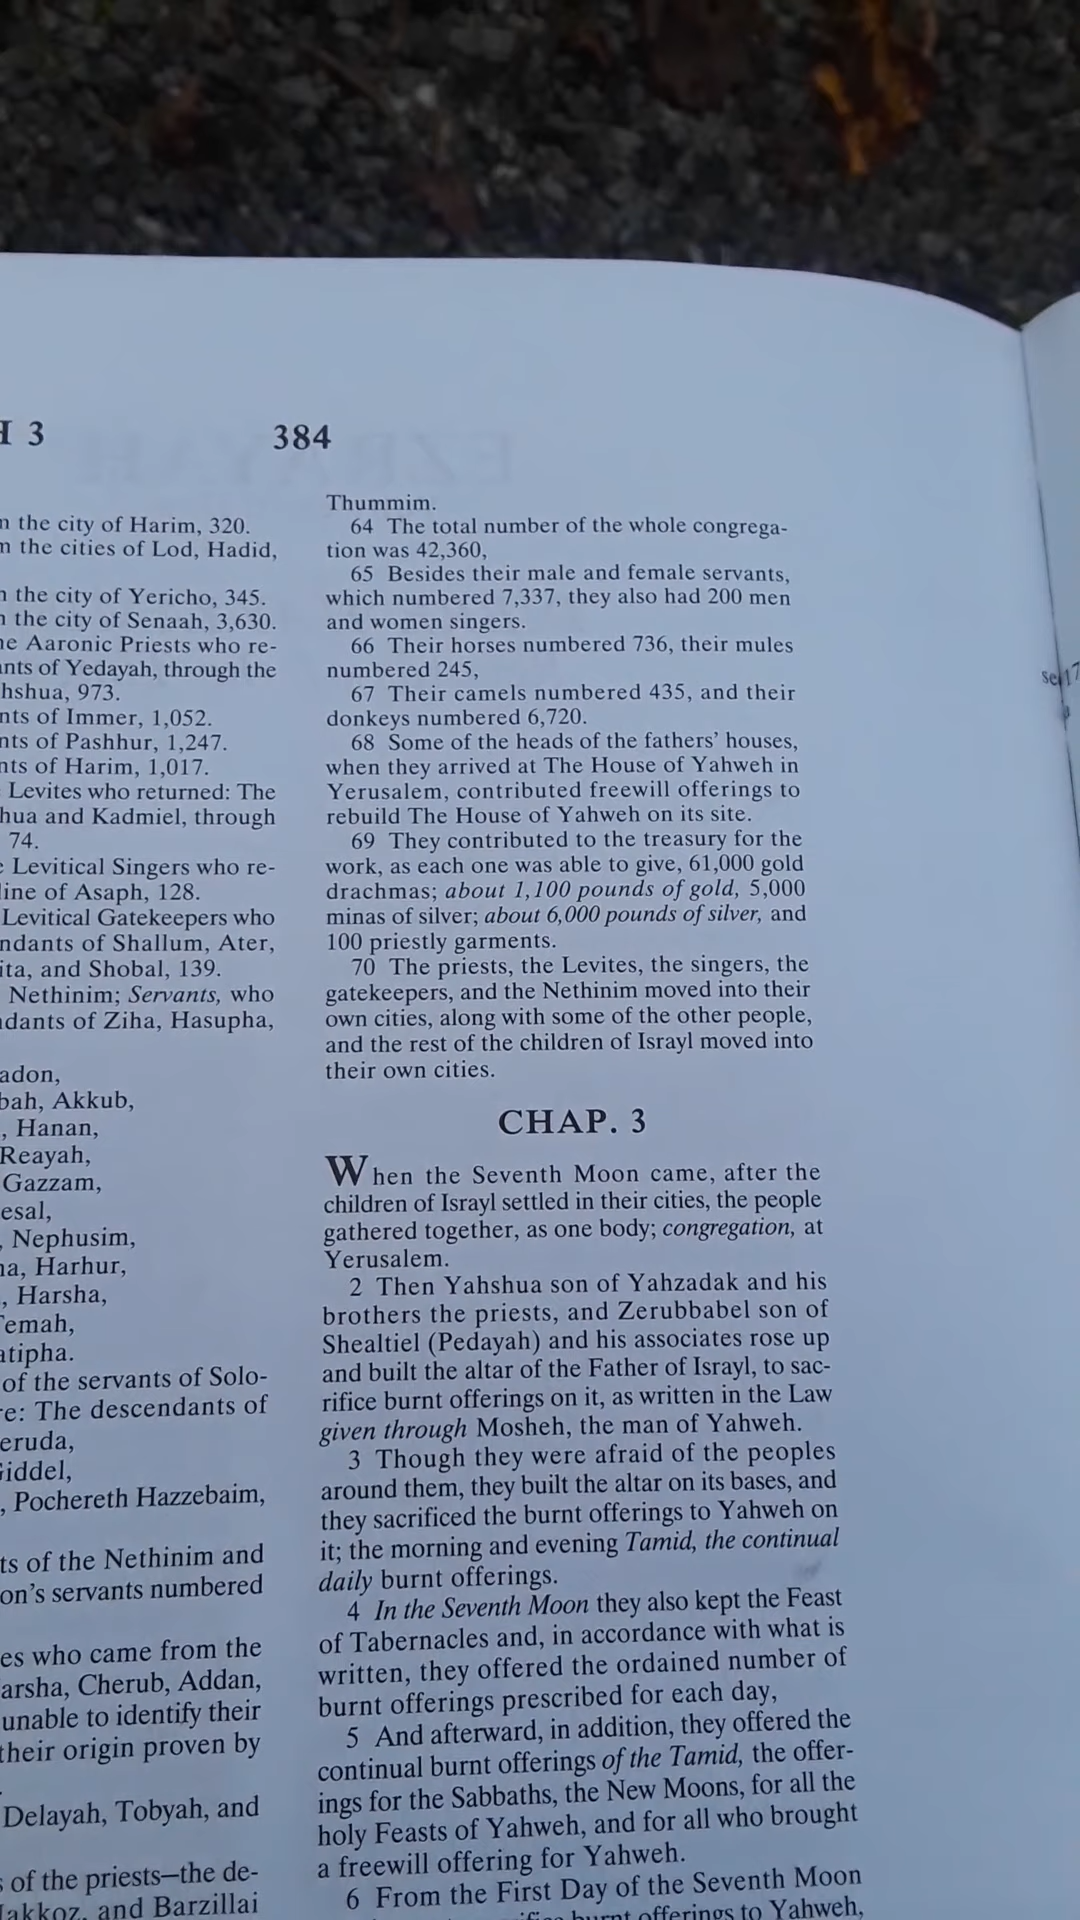 H 3 384
n the city of Harim, 320.
m the cities of Lod, Hadid,
n the city of Yericho, 345.
n the city of Senaah, 3,630.
he Aaronic Priests who re-
ants of Yedayah, through the
hshua, 973.
nts of Immer, 1,052.
nts of Pashhur, 1,247.
nts of Harim, 1,017.
Levites who returned: The
hua and Kadmiel, through
74.
Levitical Singers who re-
line of Asaph, 128.
Levitical Gatekeepers who
ndants of Shallum, Ater,
ita, and Shobal, 139.
Nethinim; Servants, who
ndants of Ziha, Hasupha,
adon,
bah, Akkub,
, Hanan,
Reayah,
Gazzam,
esal,
, Nephusim,
ha, Harhur,
, Harsha,
Temah,
atipha.
of the servants of Solo-
re: The descendants of
eruda,
Giddel,
, Pochereth Hazzebaim,
ts of the Nethinim and
on's servants numbered
es who came from the
arsha, Cherub, Addan,
unable to identify their
their origin proven by
Delayah, Tobyah, and
s of the priests—the de-
Hakkoz, and Barzillai
Thummim.
64 The total number of the whole congrega-
tion was 42,360,
65 Besides their male and female servants,
which numbered 7,337, they also had 200 men
and women singers.
66 Their horses numbered 736, their mules
numbered 245,
67 Their camels numbered 435, and their
donkeys numbered 6,720.
68 Some of the heads of the fathers' houses,
when they arrived at The House of Yahweh in
Yerusalem, contributed freewill offerings to
rebuild The House of Yahweh on its site.
69 They contributed to the treasury for the
work, as each one was able to give, 61,000 gold
drachmas; about 1,100 pounds of gold, 5,000
minas of silver; about 6,000 pounds of silver, and
100 priestly garments.
70 The priests, the Levites, the singers, the
gatekeepers, and the Nethinim moved into their
own cities, along with some of the other people,
and the rest of the children of Israyl moved into
their own cities.
CHAP. 3
When the Seventh Moon came, after the
children of Israyl settled in their cities, the people
gathered together, as one body; congregation, at
Yerusalem.
2 Then Yahshua son of Yahzadak and his
brothers the priests, and Zerubbabel son of
Shealtiel (Pedayah) and his associates rose up
and built the altar of the Father of Israyl, to sac-
rifice burnt offerings on it, as written in the Law
given through Mosheh, the man of Yahweh.
3 Though they were afraid of the peoples
around them, they built the altar on its bases, and
they sacrificed the burnt offerings to Yahweh on
it; the morning and evening Tamid, the continual
daily burnt offerings.
4 In the Seventh Moon they also kept the Feast
of Tabernacles and, in accordance with what is
written, they offered the ordained number of
burnt offerings prescribed for each day,
5 And afterward, in addition, they offered the
continual burnt offerings of the Tamid, the offer-
ings for the Sabbaths, the New Moons, for all the
holy Feasts of Yahweh, and for all who brought
a freewill offering for Yahweh.
6 From the First Day of the Seventh Moon
burnt offerings to Yahweh,